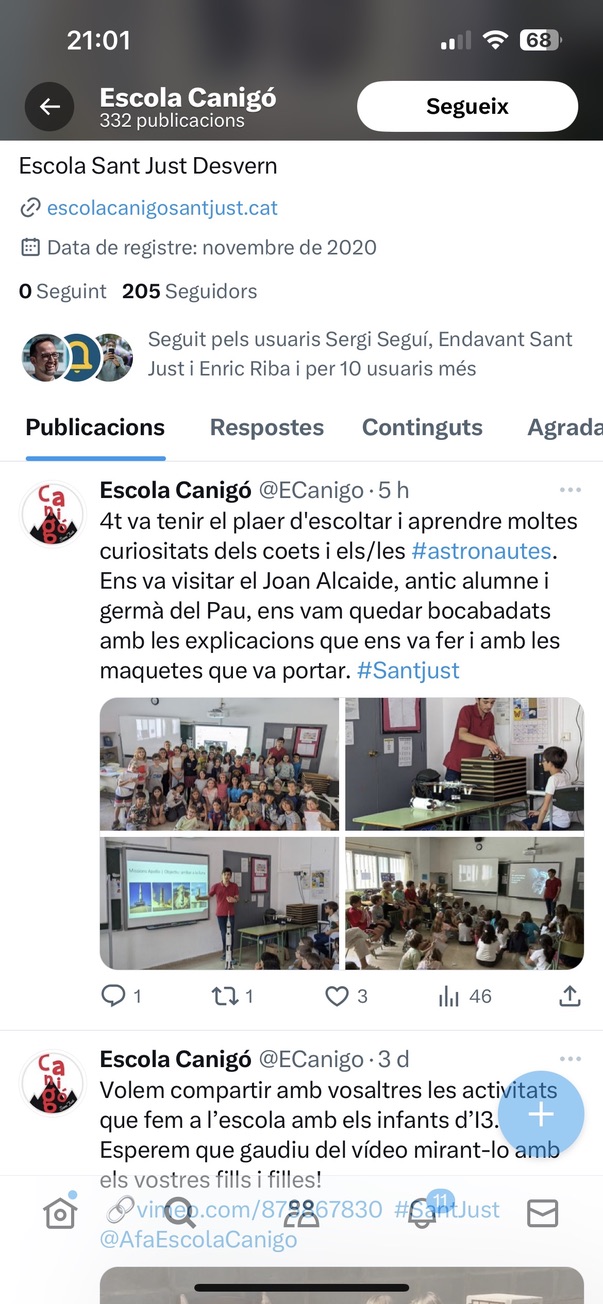 21:01
68
Escola Canigó
332 publicacions
Segueix
Escola Sant Just Desvern
escolacanigosantjust.cat
Data de registre: novembre de 2020
0 Seguint 205 Seguidors
Seguit pels usuaris Sergi Seguí, Endavant Sant
Just i Enric Riba i per 10 usuaris més
Publicacions Respostes Continguts Agrada
Escola Canigó @ECanigo · 5 h
4t va tenir el plaer d'escoltar i aprendre moltes
curiositats dels coets i els/les #astronautes.
Ens va visitar el Joan Alcaide, antic alumne i
germà del Pau, ens vam quedar bocabadats
amb les explicacions que ens va fer i amb les
maquetes que va portar. #Santjust
1 1 3 46
Escola Canigó @ECanigo · 3 d
Volem compartir amb vosaltres les activitats
que fem a l’escola amb els infants d’I3.
Esperem que gaudiu del vídeo mirant-lo amb
els vostres fills i filles!
#SantJust
11
@AfaEscolaCanigo